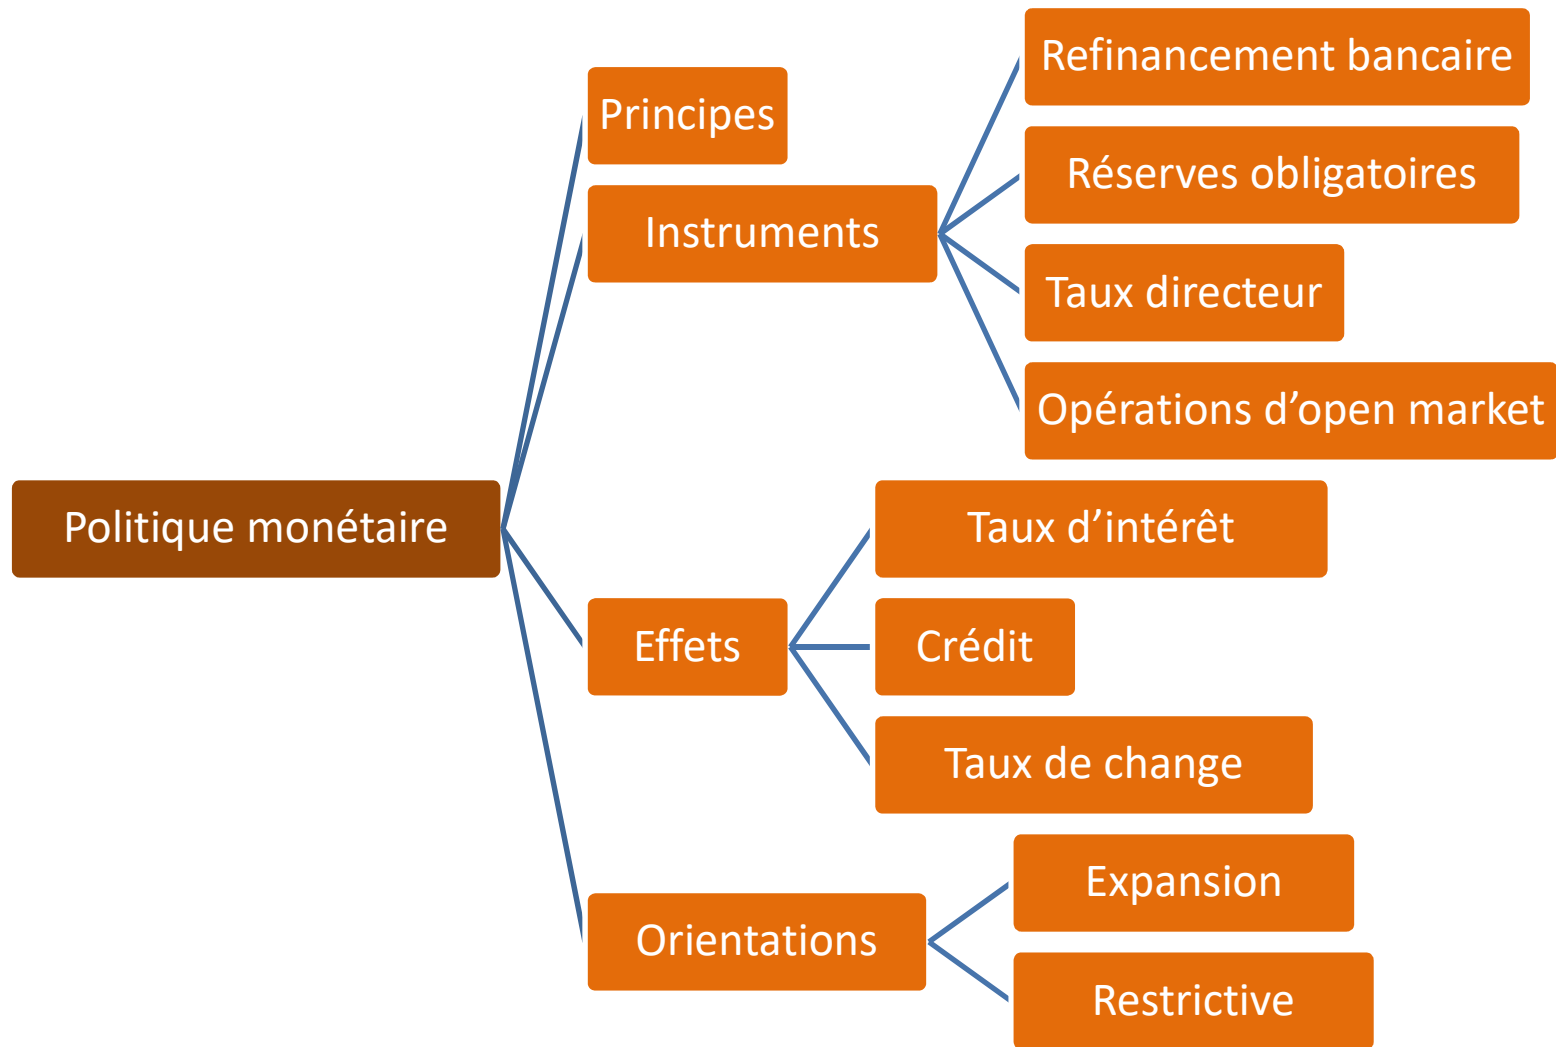 Politique monétaire
Principes
Instruments
Refinancement bancaire
Réserves obligatoires
Taux directeur
Opérations d’open market
Effets
Taux d’intérêt
Crédit
Taux de change
Orientations
Expansion
Restrictive